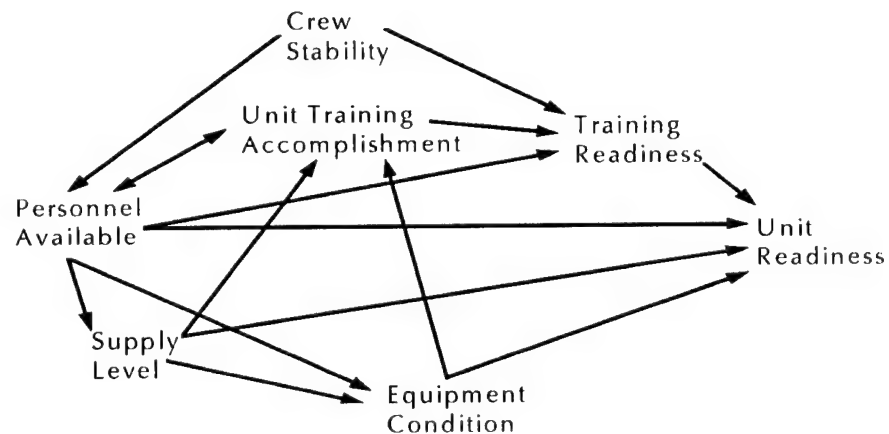 Crew
Stability
Unit Training
Accomplishment
Training
Readiness
Personnel
Available
Unit
Readiness
Supply
Level
Equipment
Condition